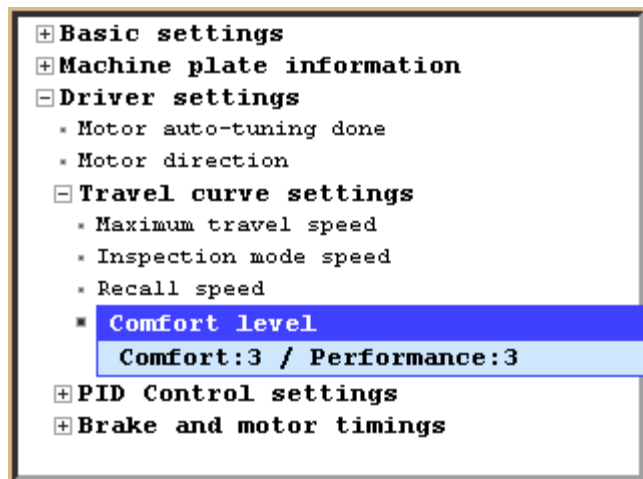 Basic settings
Machine plate information
Driver settings
Motor auto-tuning done
Motor direction
Travel curve settings
Maximum travel speed
Inspection mode speed
Recall speed
Comfort level
Comfort:3 / Performance:3
PID Control settings
Brake and motor timings